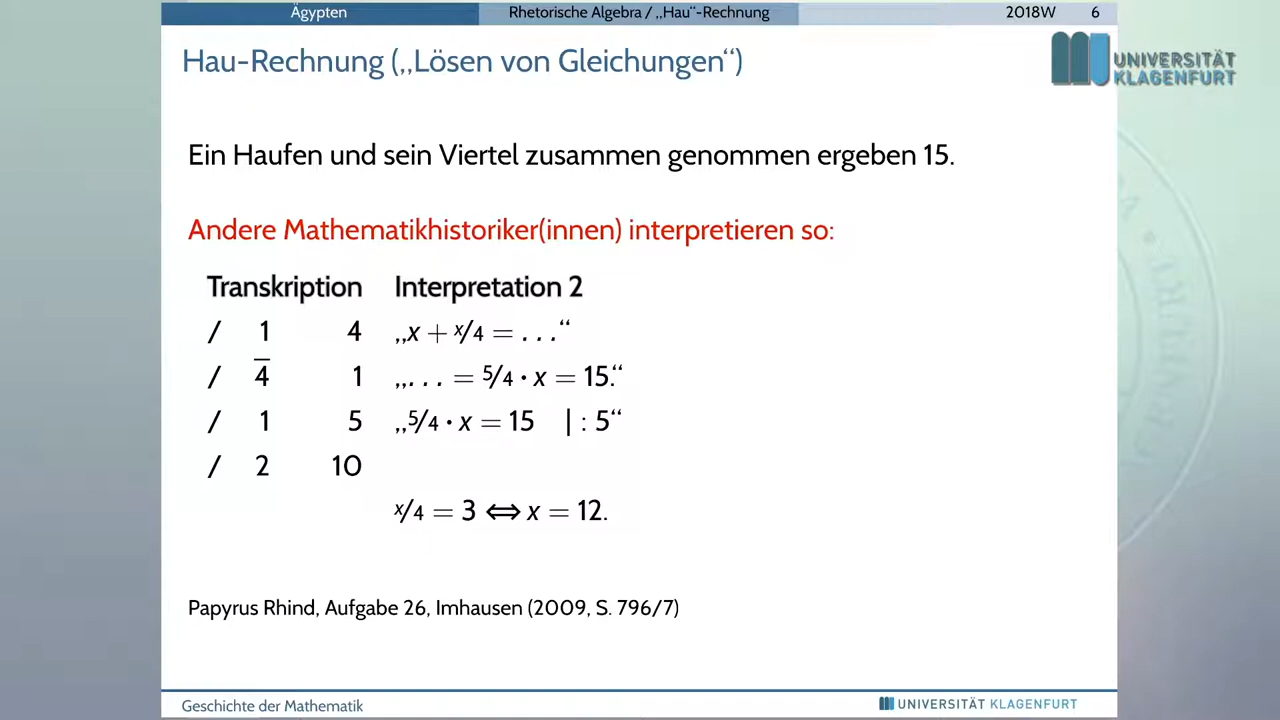 Ägypten Rhetorische Algebra / „Hau“-Rechnung 2018W 6
Hau-Rechnung („Lösen von Gleichungen“)
UNIVERSITÄT
KLAGENFURT
Ein Haufen und sein Viertel zusammen genommen ergeben 15.
Andere Mathematikhistoriker(innen) interpretieren so:
Transkription Interpretation 2
/ 1 4 „x + x/4 = . . .“
/ 4̅ 1 „. . . = 5/4 · x = 15.“
/ 1 5 „5/4 · x = 15 | : 5“
/ 2 10
x/4 = 3 ⟺ x = 12.
Papyrus Rhind, Aufgabe 26, Imhausen (2009, S. 796/7)
Geschichte der Mathematik UNIVERSITÄT KLAGENFURT